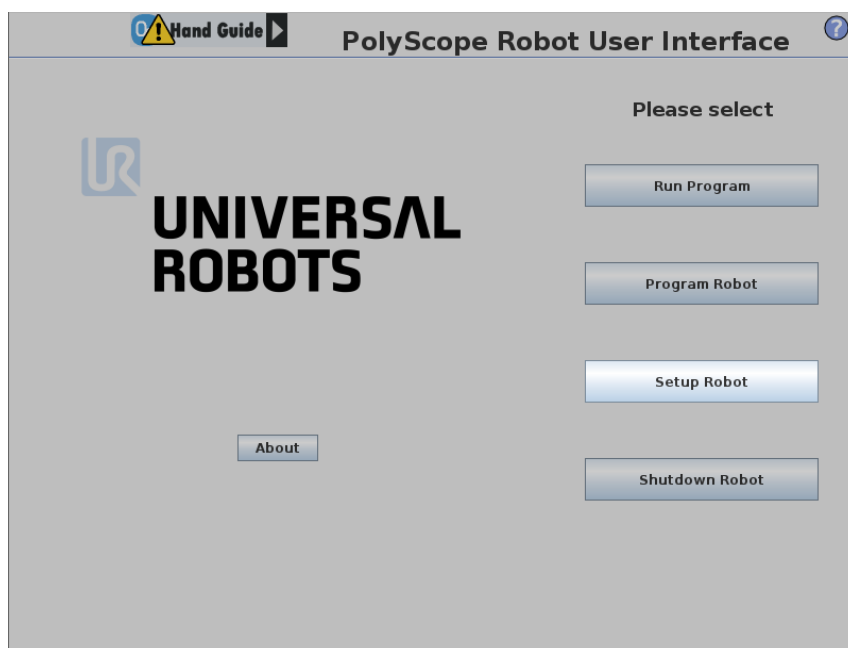 Hand Guide
PolyScope Robot User Interface
?
Please select
UR
UNIVERSAL
ROBOTS
Run Program
Program Robot
Setup Robot
About
Shutdown Robot